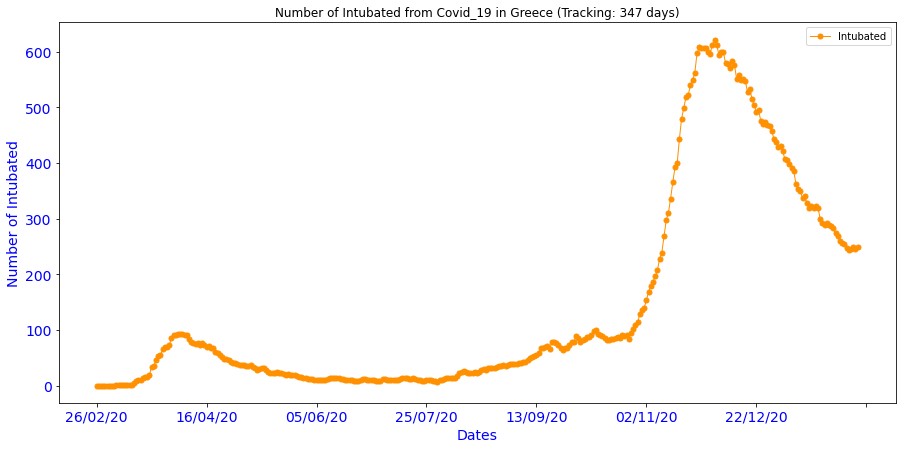 Number of Intubated from Covid_19 in Greece (Tracking: 347 days)
Intubated
Number of Intubated
600
500
400
300
200
100
0
26/02/20 16/04/20 05/06/20 25/07/20 13/09/20 02/11/20 22/12/20
Dates